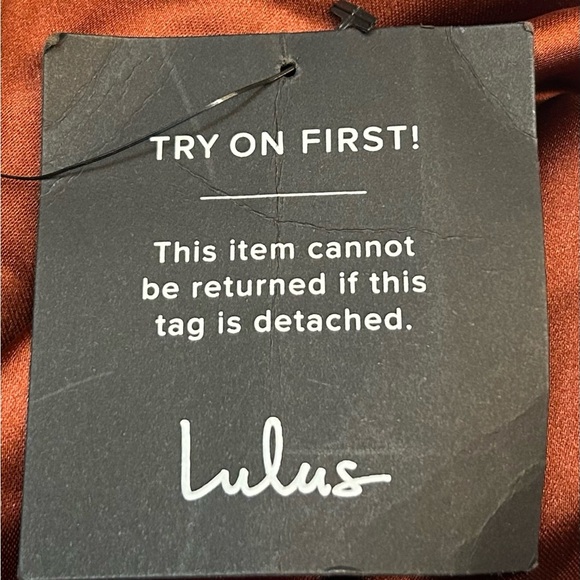 TRY ON FIRST!
This item cannot
be returned if this
tag is detached.
Lulus